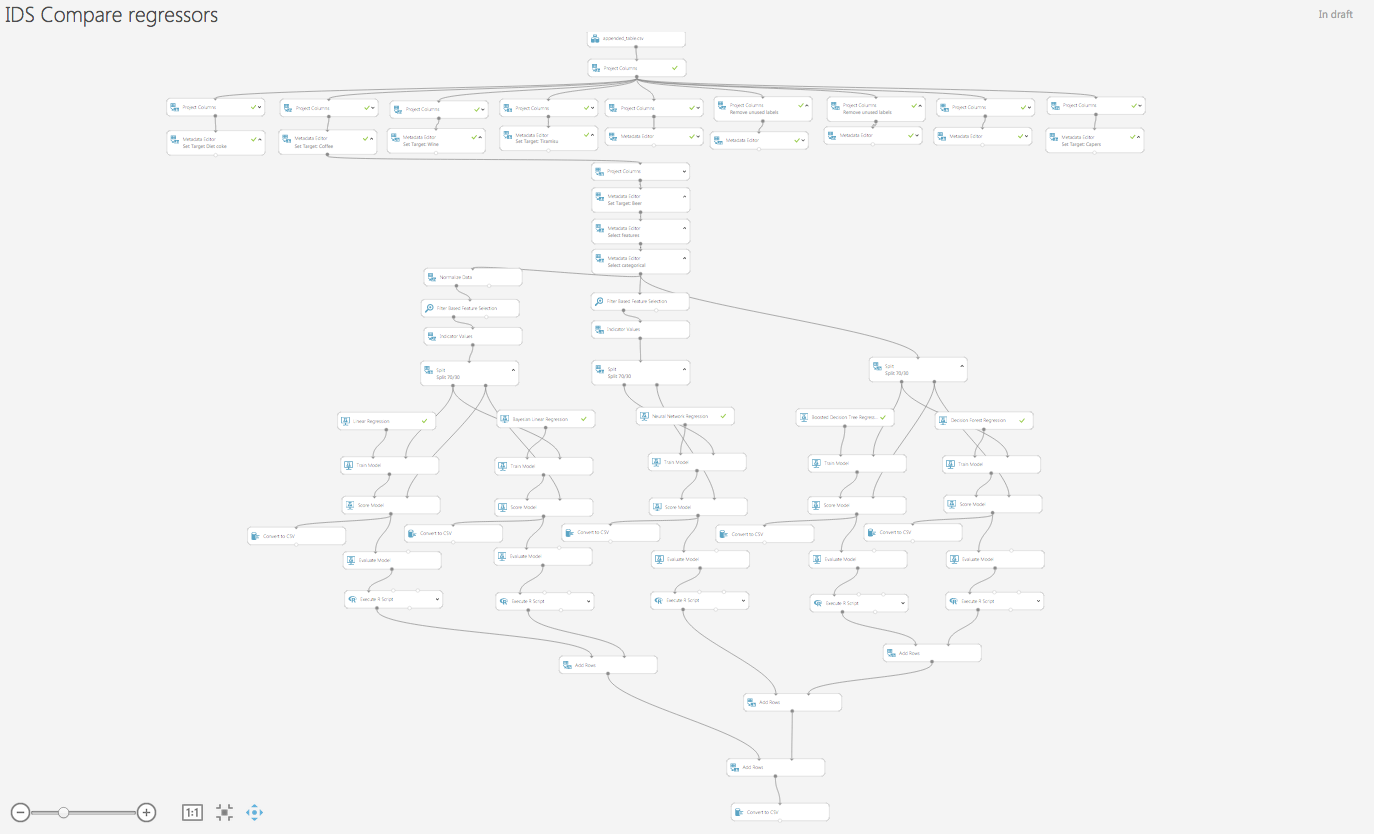 IDS Compare regressors
In draft
appended_table.csv
Project Columns
Project Columns
Project Columns
Project Columns
Project Columns
Project Columns
Project Columns
Remove unused labels
Project Columns
Remove unused labels
Project Columns
Project Columns
Metadata Editor
Set Target: Diet coke
Metadata Editor
Set Target: Coffee
Metadata Editor
Set Target: Wine
Metadata Editor
Set Target: Tiramisu
Metadata Editor
Metadata Editor
Metadata Editor
Metadata Editor
Metadata Editor
Set Target: Capers
Project Columns
Metadata Editor
Set Target: Beer
Metadata Editor
Select features
Metadata Editor
Select categorical
Normalize Data
Filter Based Feature Selection
Filter Based Feature Selection
Indicator Values
Indicator Values
Split
Split 70/30
Split
Split 70/30
Split
Split 70/30
Linear Regression
Bayesian Linear Regression
Neural Network Regression
Boosted Decision Tree Regress...
Decision Forest Regression
Train Model
Train Model
Train Model
Train Model
Train Model
Score Model
Score Model
Score Model
Score Model
Score Model
Convert to CSV
Convert to CSV
Convert to CSV
Convert to CSV
Convert to CSV
Evaluate Model
Evaluate Model
Evaluate Model
Evaluate Model
Evaluate Model
Execute R Script
Execute R Script
Execute R Script
Execute R Script
Execute R Script
Add Rows
Add Rows
Add Rows
Add Rows
Convert to CSV
1:1